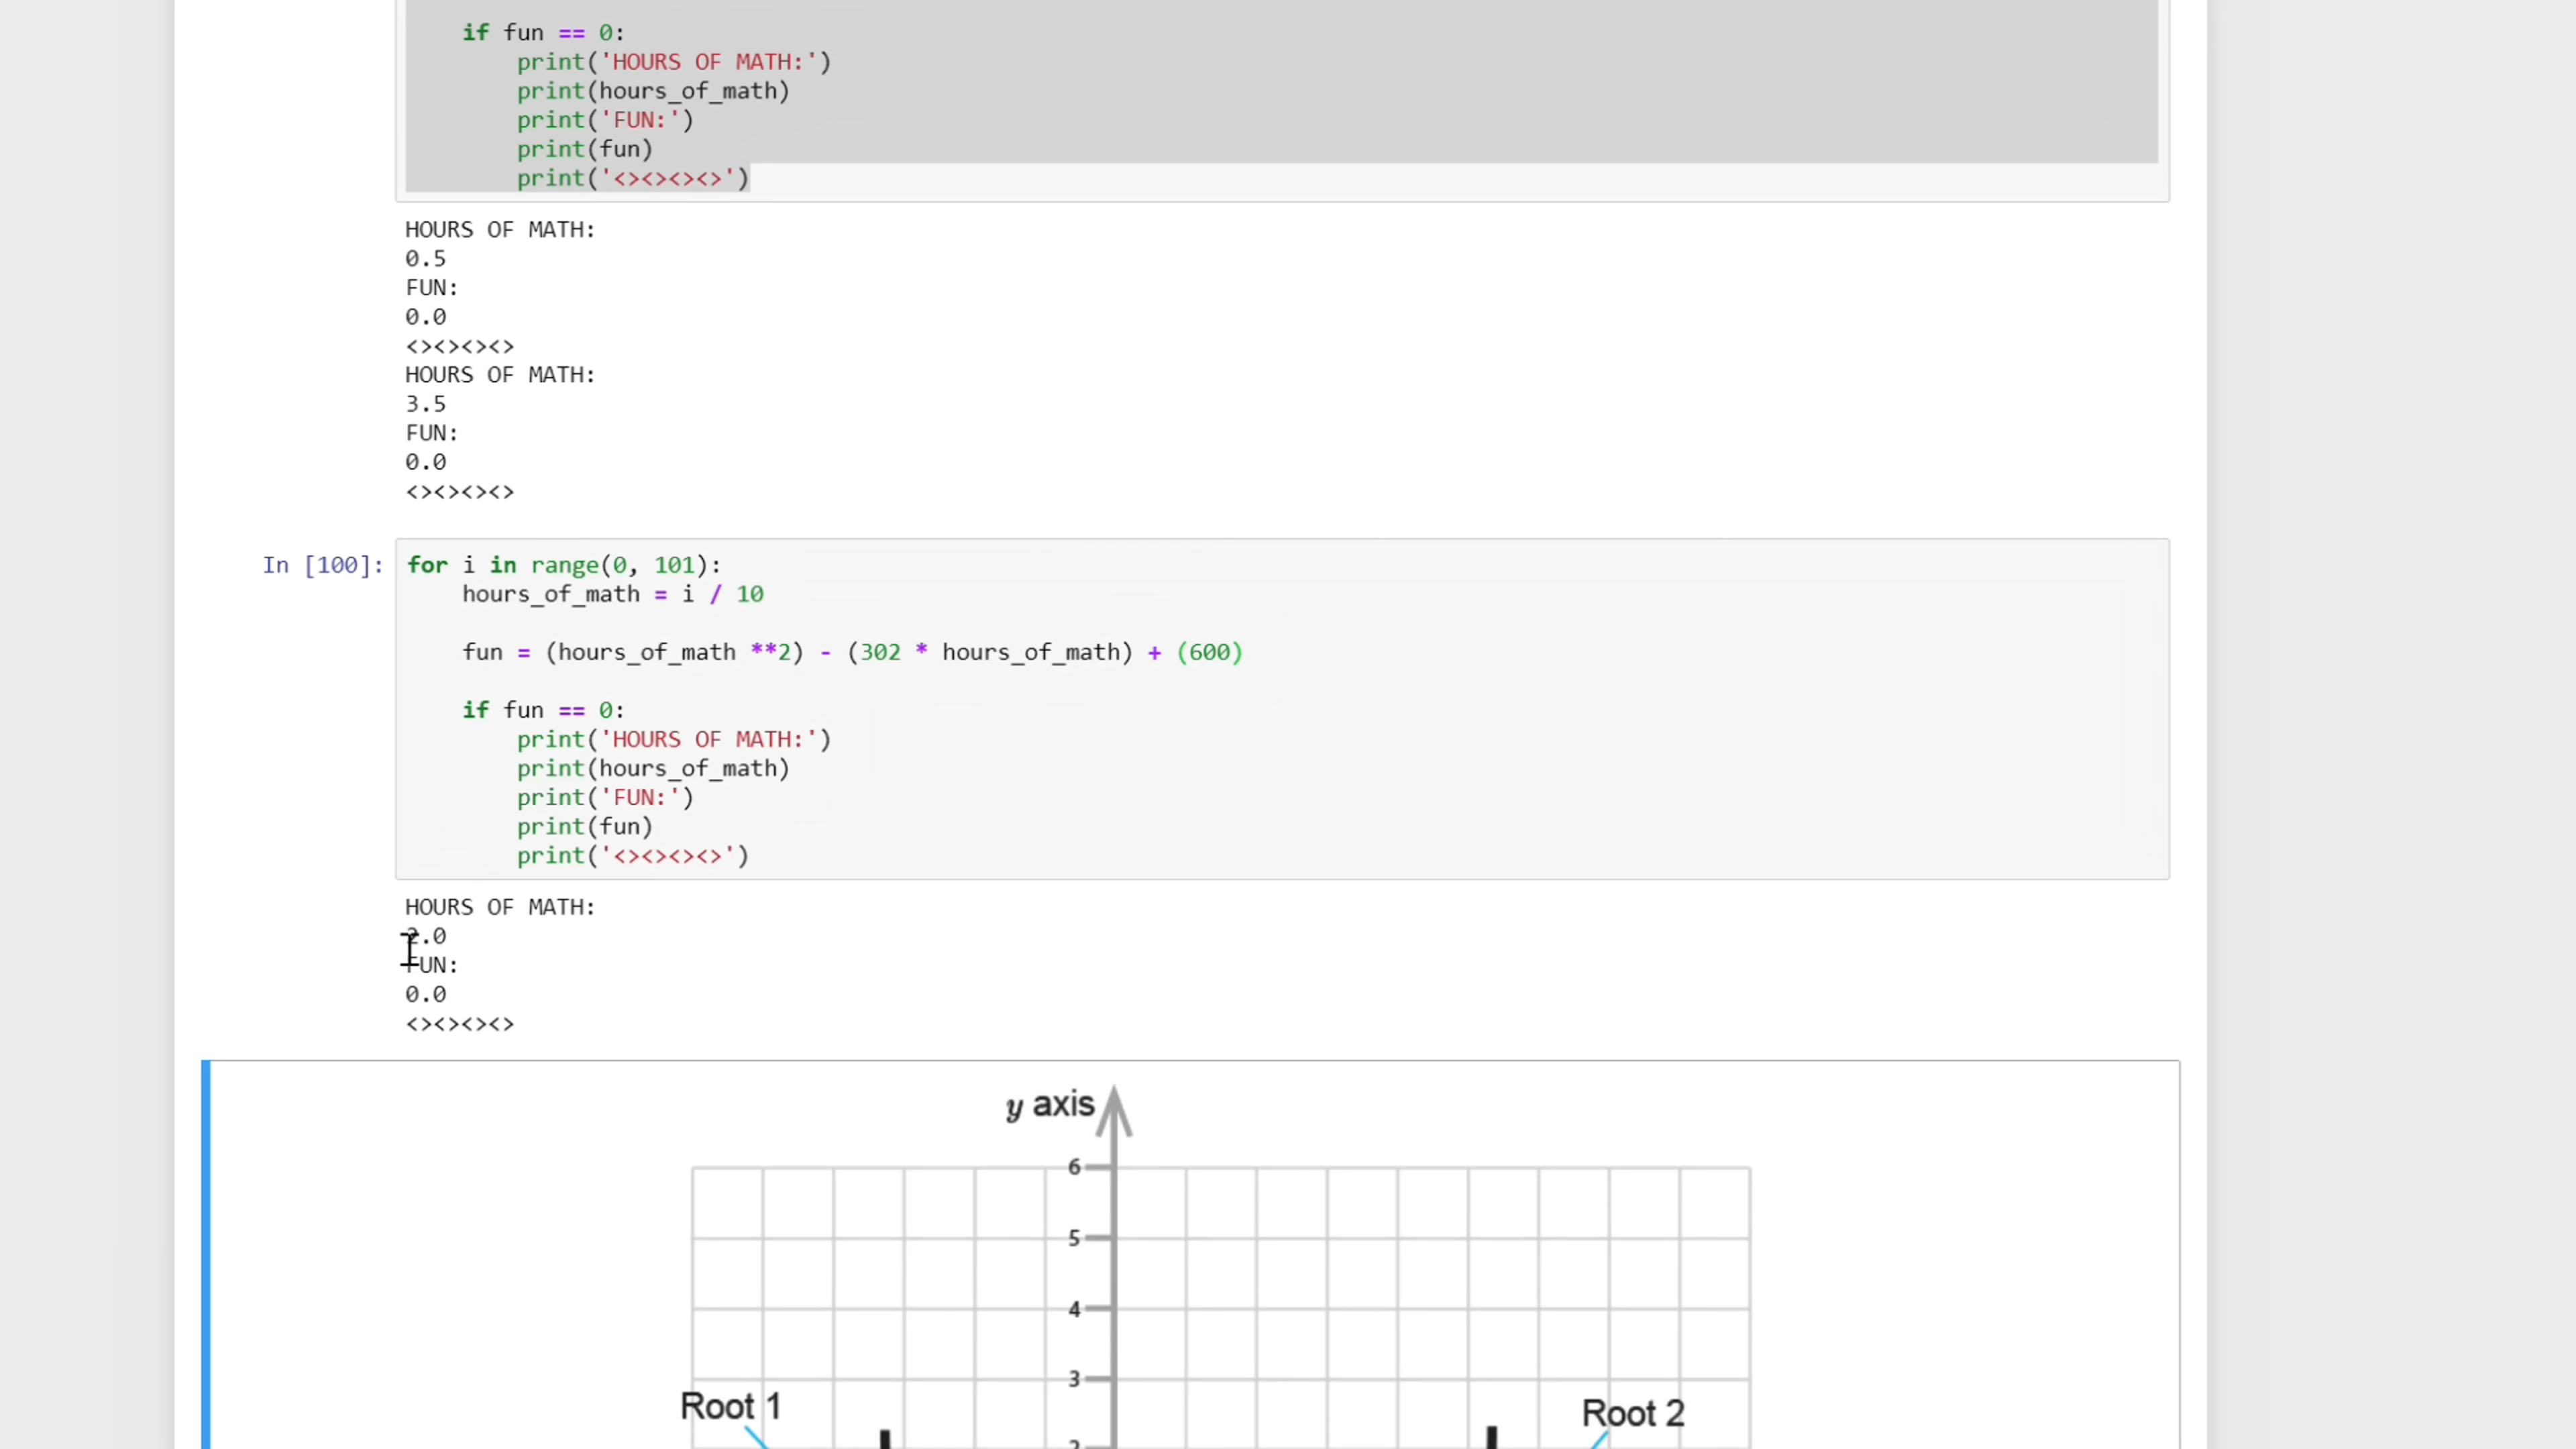 if fun == 0:
print('HOURS OF MATH:')
print(hours_of_math)
print('FUN:')
print(fun)
print('<><><><>')
HOURS OF MATH:
0.5
FUN:
0.0
<><><><>
HOURS OF MATH:
3.5
FUN:
0.0
<><><><>
In [100]:
for i in range(0, 101):
hours_of_math = i / 10
fun = (hours_of_math **2) - (302 * hours_of_math) + (600)
if fun == 0:
print('HOURS OF MATH:')
print(hours_of_math)
print('FUN:')
print(fun)
print('<><><><>')
HOURS OF MATH:
2.0
FUN:
0.0
<><><><>
y axis
6
5
4
3
Root 1
Root 2
2